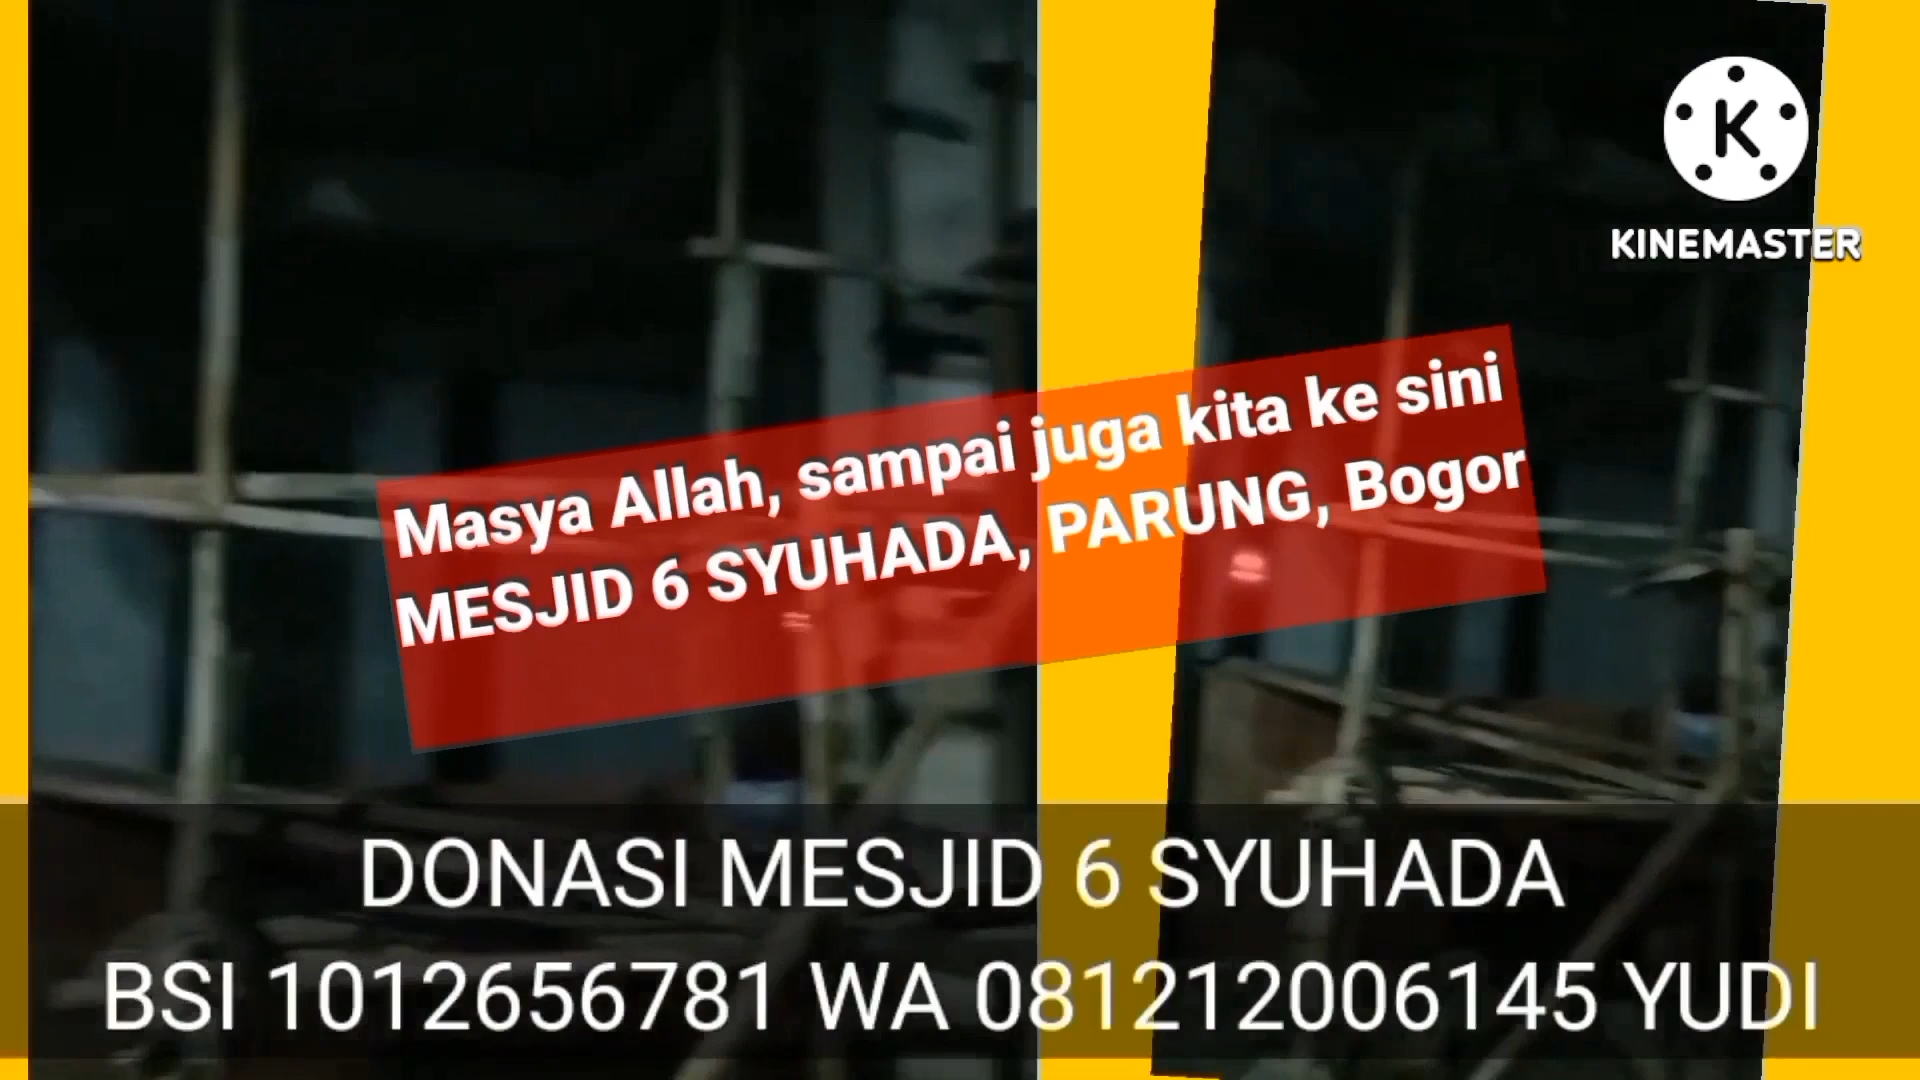 K
KINEMASTER
Masya Allah, sampai juga kita ke sini
MESJID 6 SYUHADA, PARUNG, Bogor
DONASI MESJID 6 SYUHADA
BSI 1012656781 WA 081212006145 YUDI